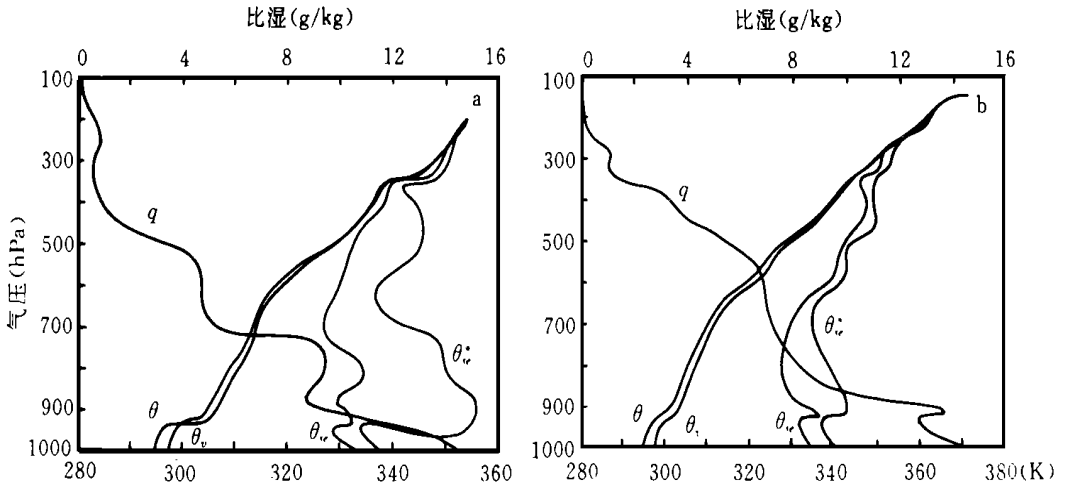 比湿(g/kg) 比湿(g/kg)
0 4 8 12 16 0 4 8 12 16
100 a 100 b
300 300
q q
气压(hPa)
500 500
700 700
θ*se θ*se
900 θ 900 θ
θv θse θv θse
1000 1000
280 300 320 340 360 280 300 320 340 360 380(K)